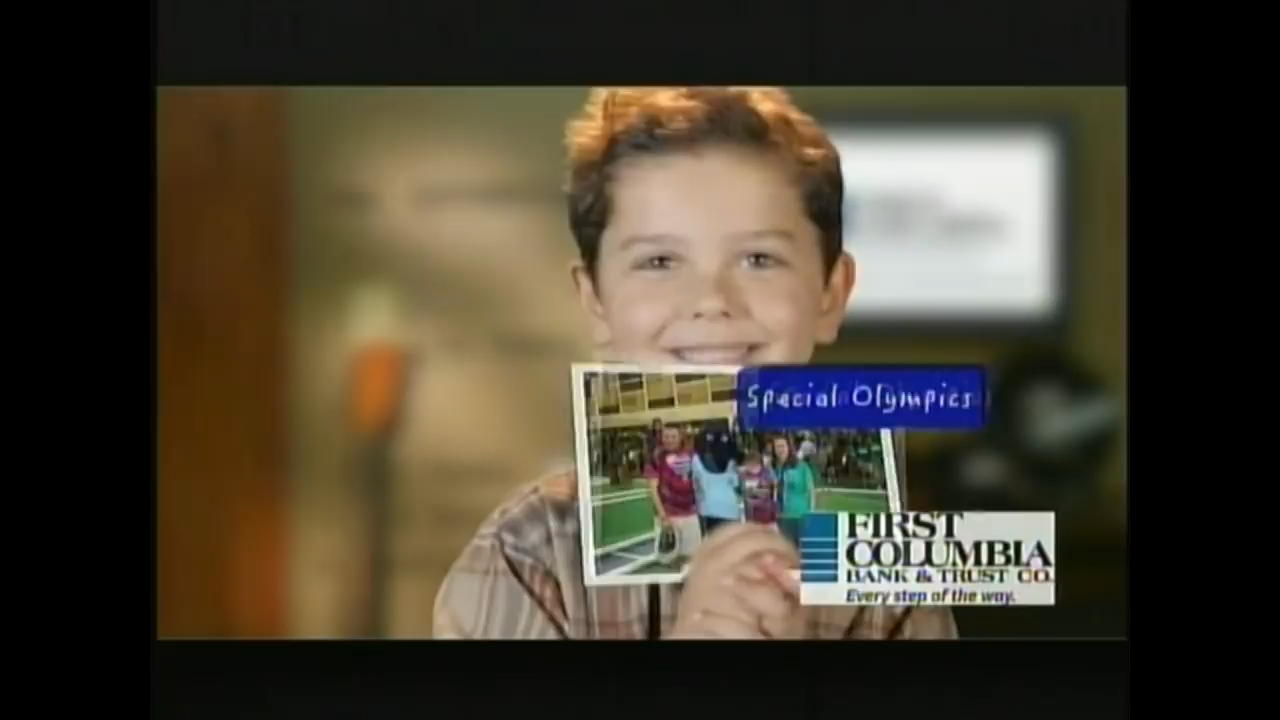 Special Olympics
FIRST
COLUMBIA
BANK & TRUST CO.
Every step of the way.